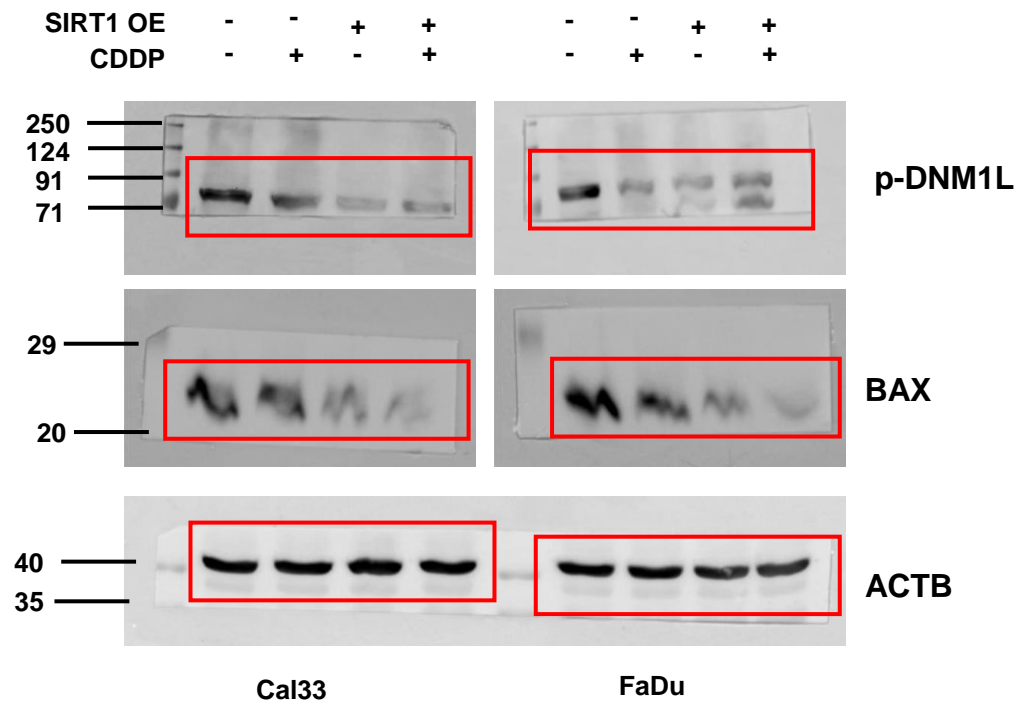 SIRT1 OE - - + + - - + +
CDDP - + - + - + - +
250
124
91
71
p-DNM1L
29
20
BAX
40
35
ACTB
Cal33 FaDu